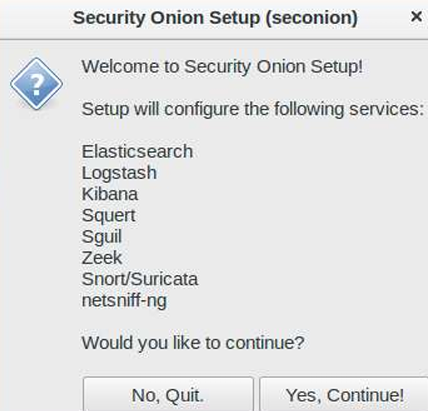 Security Onion Setup (seconion) ×
?
Welcome to Security Onion Setup!
Setup will configure the following services:
Elasticsearch
Logstash
Kibana
Squert
Sguil
Zeek
Snort/Suricata
netsniff-ng
Would you like to continue?
No, Quit. Yes, Continue!